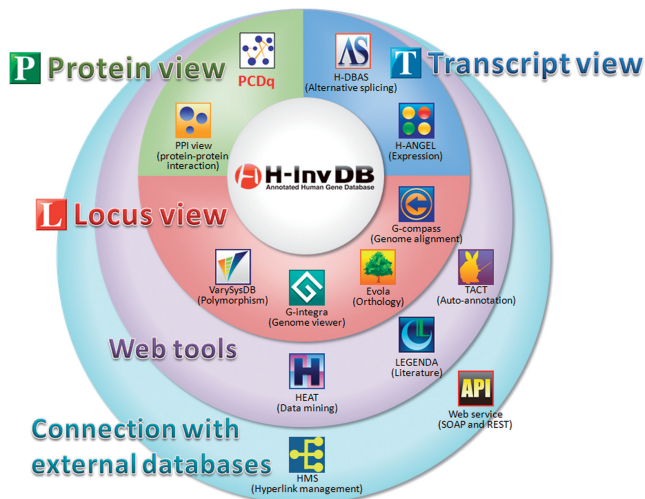 P Protein view
PCDq
H-DBAS
(Alternative splicing)
T Transcript view
PPI view
(protein-protein
interaction)
H-ANGEL
(Expression)
H-InvDB
Annotated Human Gene Database
L Locus view
G-compass
(Genome alignment)
VarySysDB
(Polymorphism)
G-integra
(Genome viewer)
Evola
(Orthology)
TACT
(Auto-annotation)
Web tools
HEAT
(Data mining)
LEGENDA
(Literature)
API
Web service
(SOAP and REST)
Connection with
external databases
HMS
(Hyperlink management)